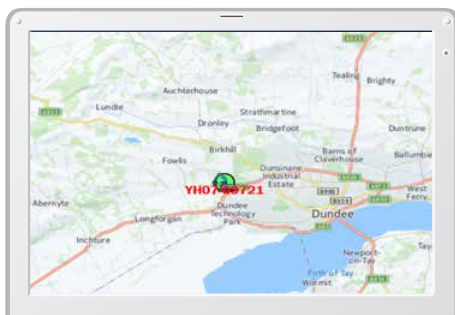 Tealing
Brighty
Auchterhouse
Lundie
Strathmartine
Dronley
Bridgefoot
Duntrune
Birkhill
Barns of
Claverhouse
Ballumbie
Fowlis
Dunsinane
Industrial
Estate
West
Ferry
Abernyte
Longforgan
Dundee
Technology
Park
Dundee
Inchture
Newport-
on-Tay
Tay
Firth of Tay
Wormit